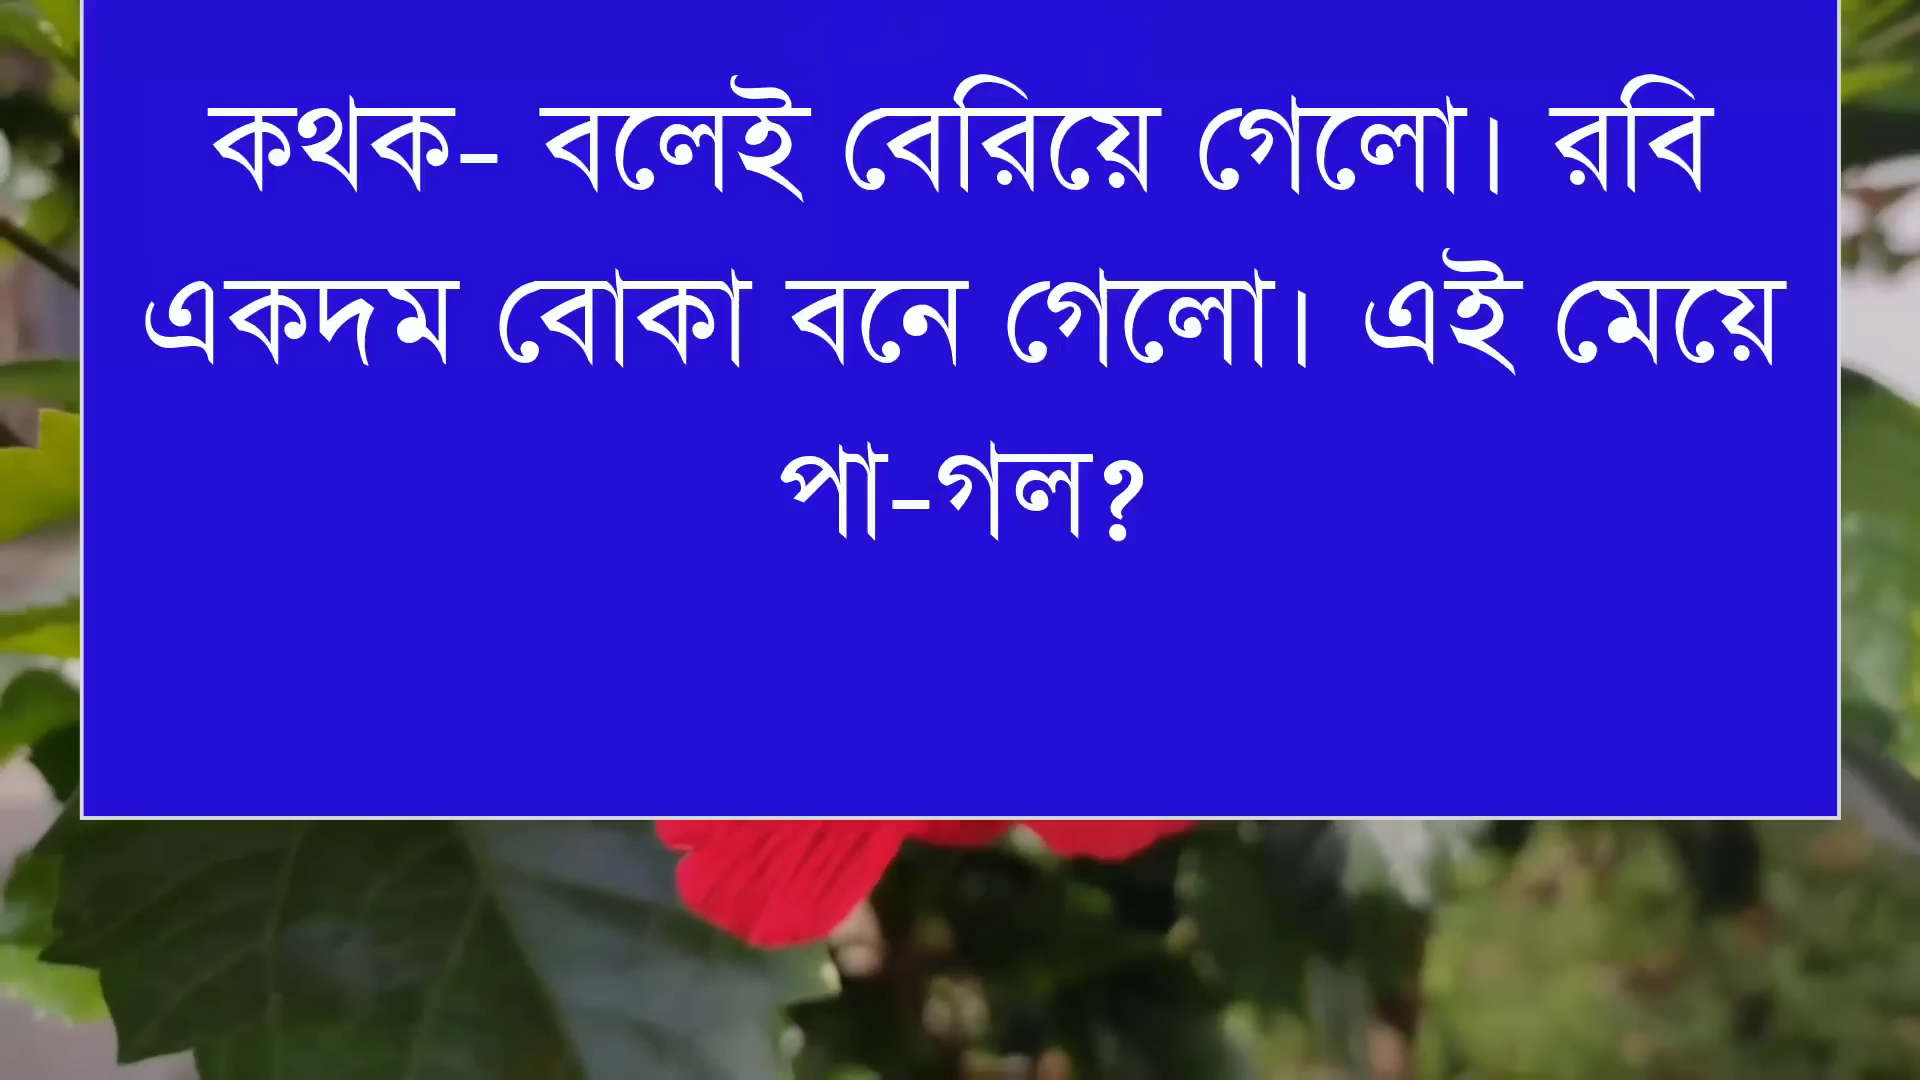 কথক- বলেই বেরিয়ে গেলো। রবি
একদম বোকা বনে গেলো। এই মেয়ে
পা-গল?